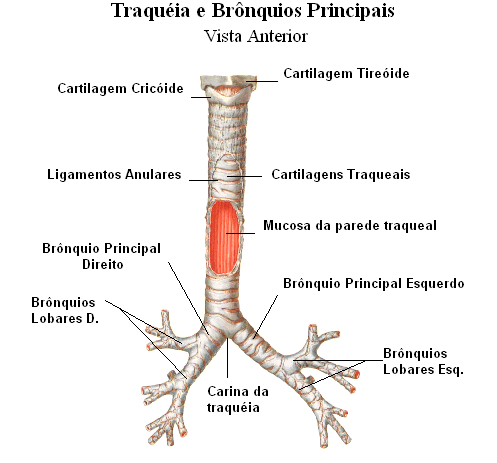 Traquéia e Brônquios Principais
Vista Anterior
Cartilagem Tireóide
Cartilagem Cricóide
Ligamentos Anulares
Cartilagens Traqueais
Mucosa da parede traqueal
Brônquio Principal
Direito
Brônquio Principal Esquerdo
Brônquios
Lobares D.
Brônquios
Lobares Esq.
Carina da
traquéia